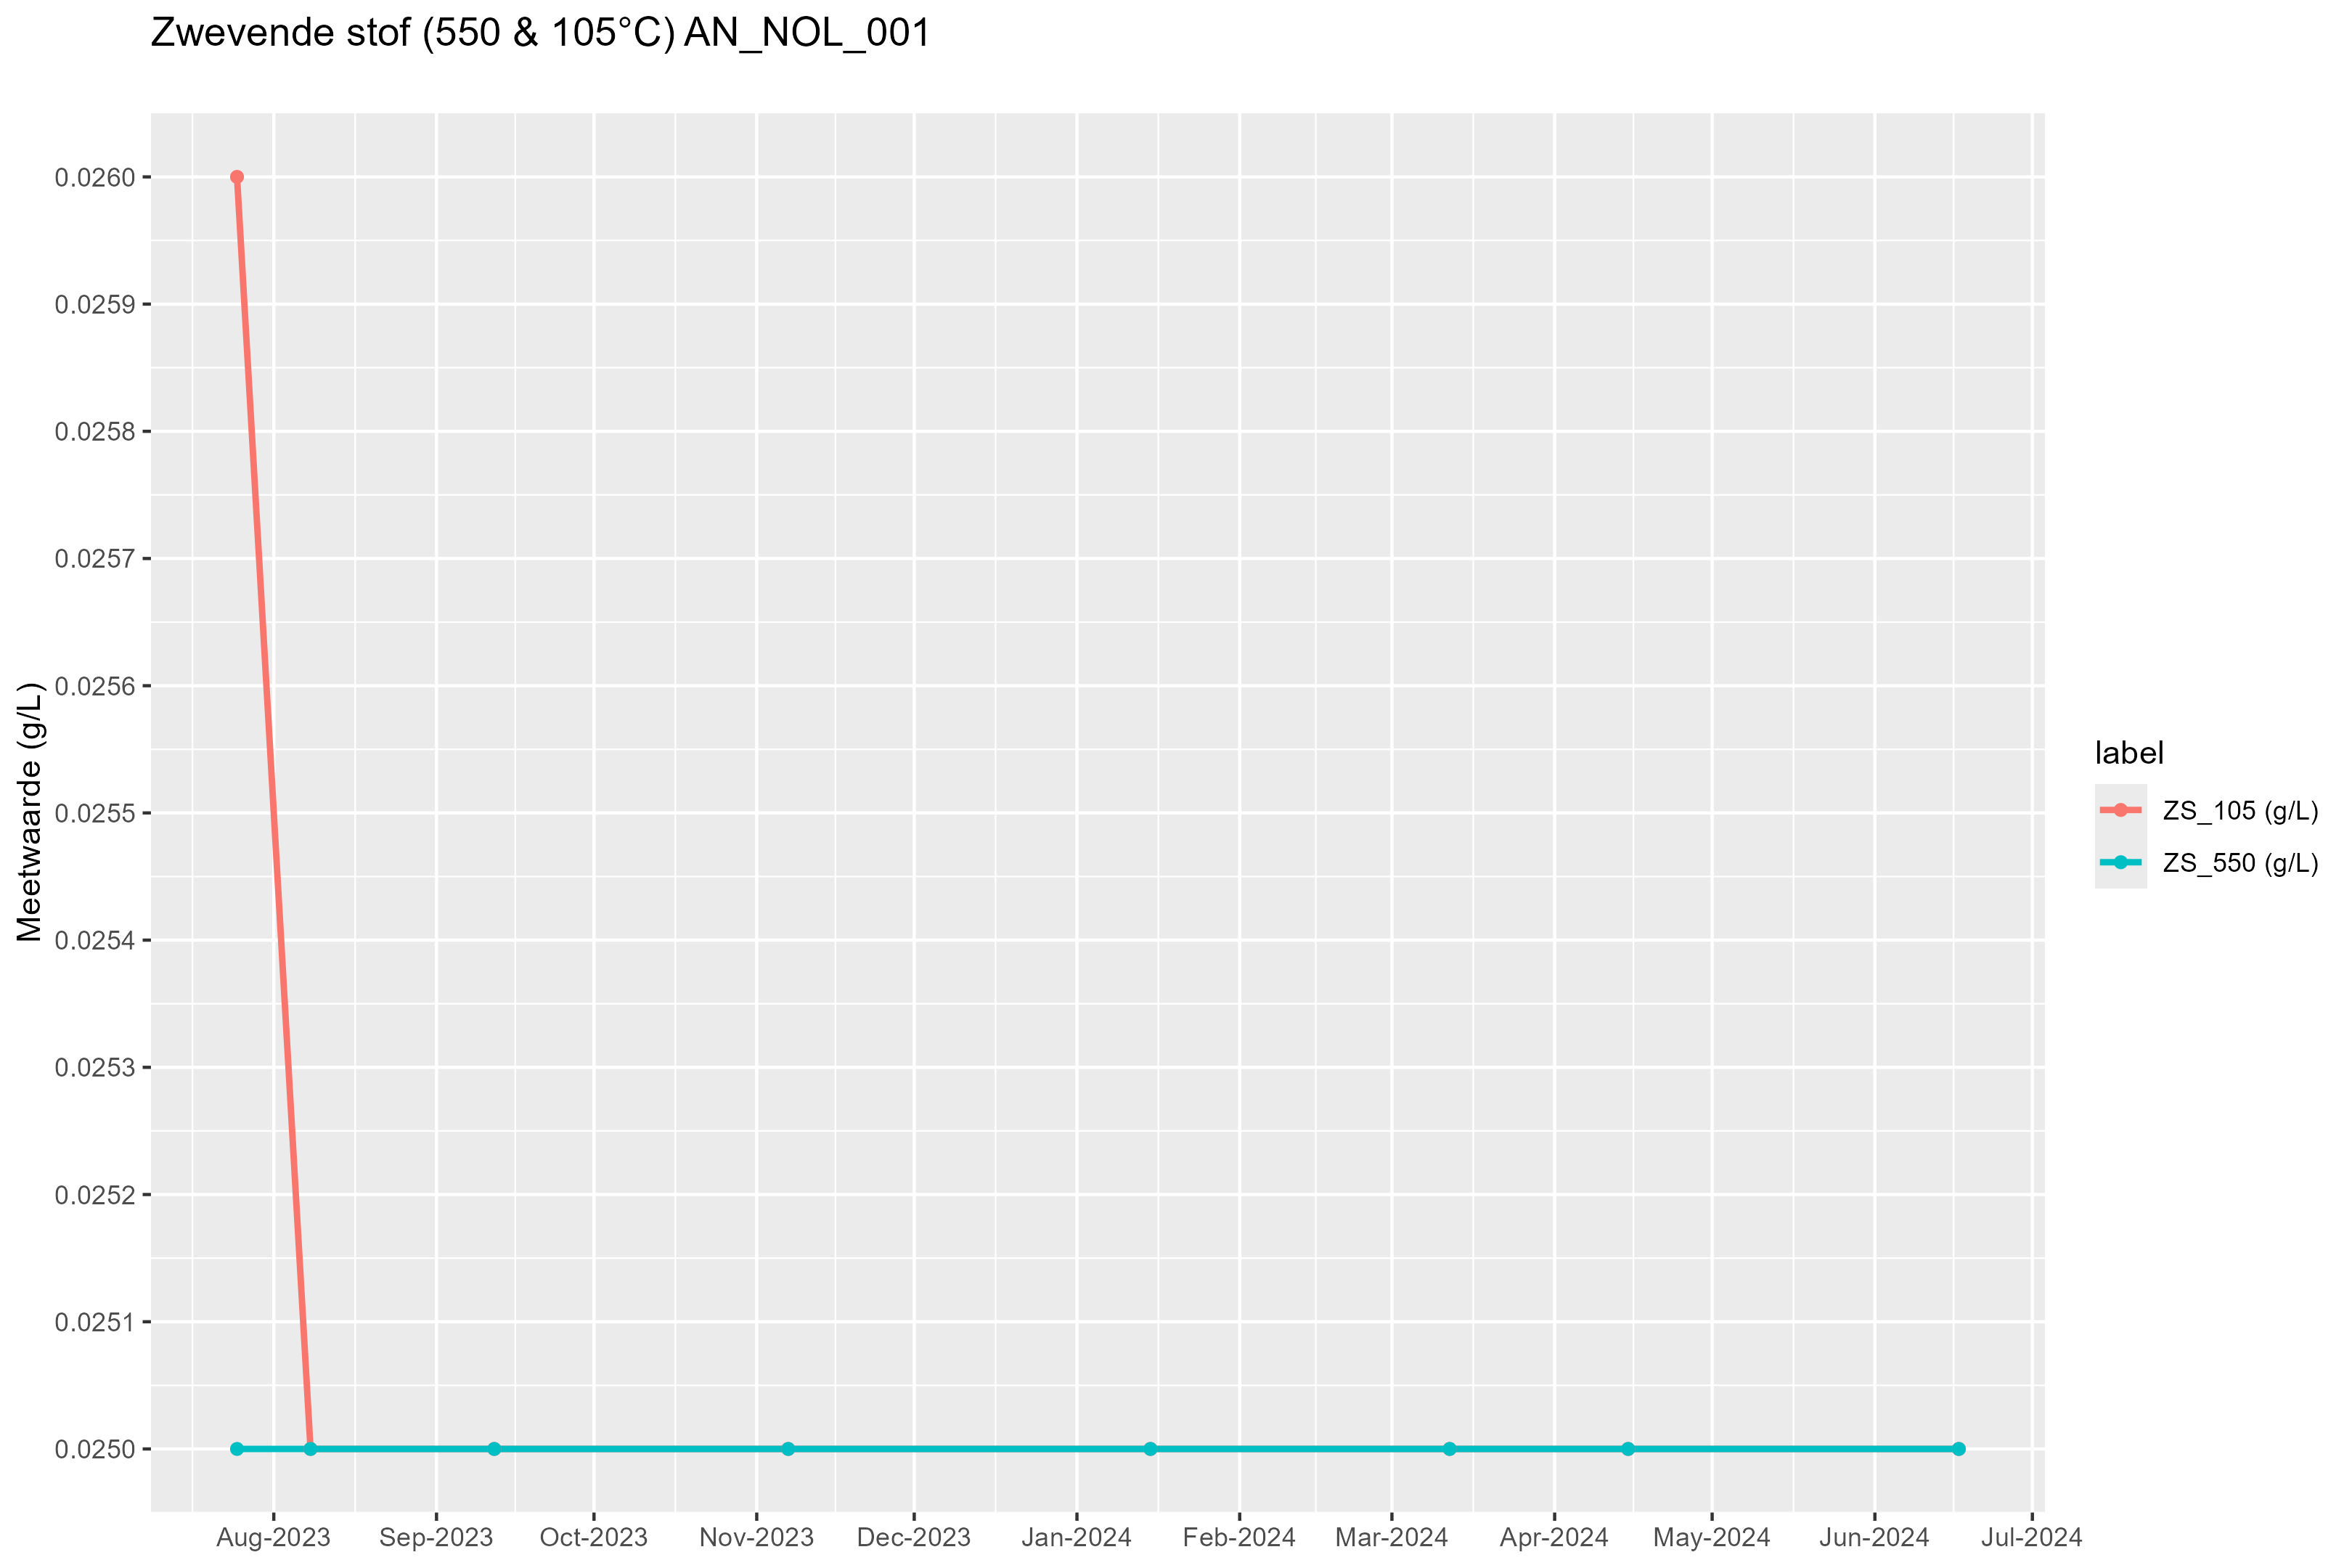 Zwevende stof (550 & 105°C) AN_NOL_001
Meetwaarde (g/L)
0.0260
0.0259
0.0258
0.0257
0.0256
0.0255
0.0254
0.0253
0.0252
0.0251
0.0250
Aug-2023 Sep-2023 Oct-2023 Nov-2023 Dec-2023 Jan-2024 Feb-2024 Mar-2024 Apr-2024 May-2024 Jun-2024 Jul-2024
label
ZS_105 (g/L)
ZS_550 (g/L)